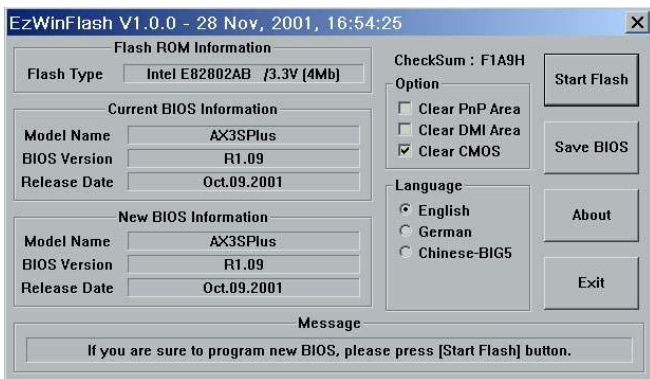 EzWinFlash V1.0.0 - 28 Nov, 2001, 16:54:25
Flash ROM Information
Flash Type Intel E82802AB /3.3V (4Mb)
Current BIOS Information
Model Name AX3SPlus
BIOS Version R1.09
Release Date Oct.09.2001
New BIOS Information
Model Name AX3SPlus
BIOS Version R1.09
Release Date Oct.09.2001
CheckSum : F1A9H
Option
Clear PnP Area
Clear DMI Area
Clear CMOS
Language
English
German
Chinese-BIG5
Start Flash
Save BIOS
About
Exit
Message
If you are sure to program new BIOS, please press [Start Flash] button.